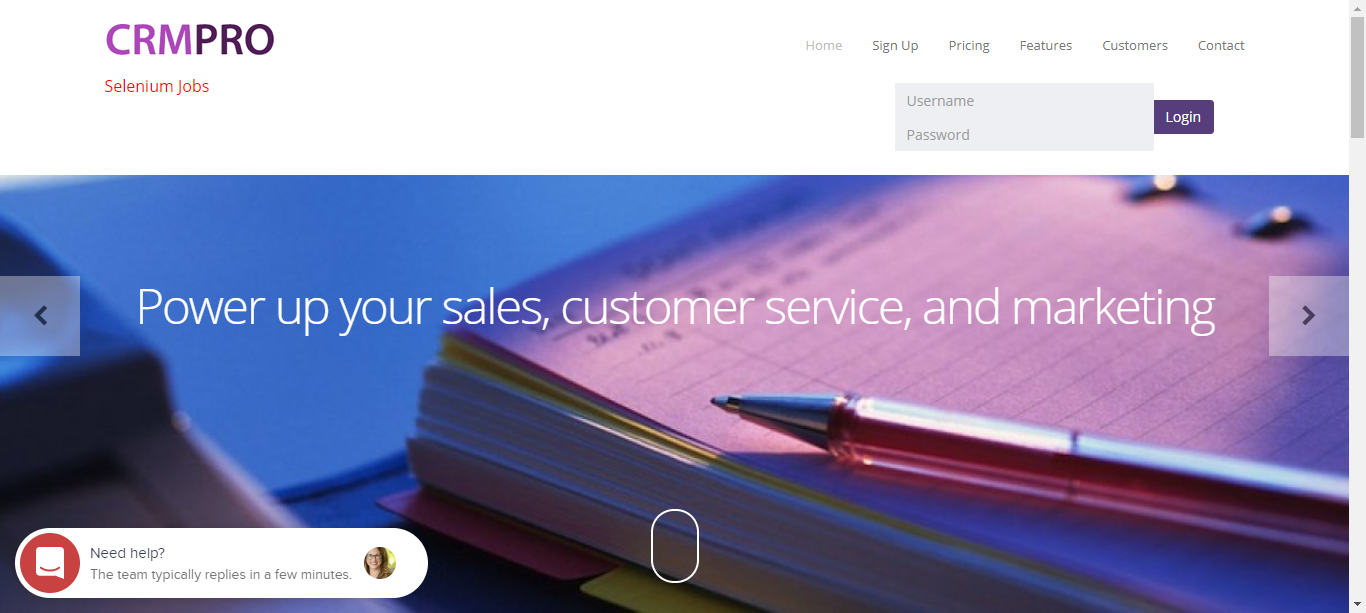 CRMPRO
Home Sign Up Pricing Features Customers Contact
Selenium Jobs
Username
Password
Login
Power up your sales, customer service, and marketing
Need help?
The team typically replies in a few minutes.